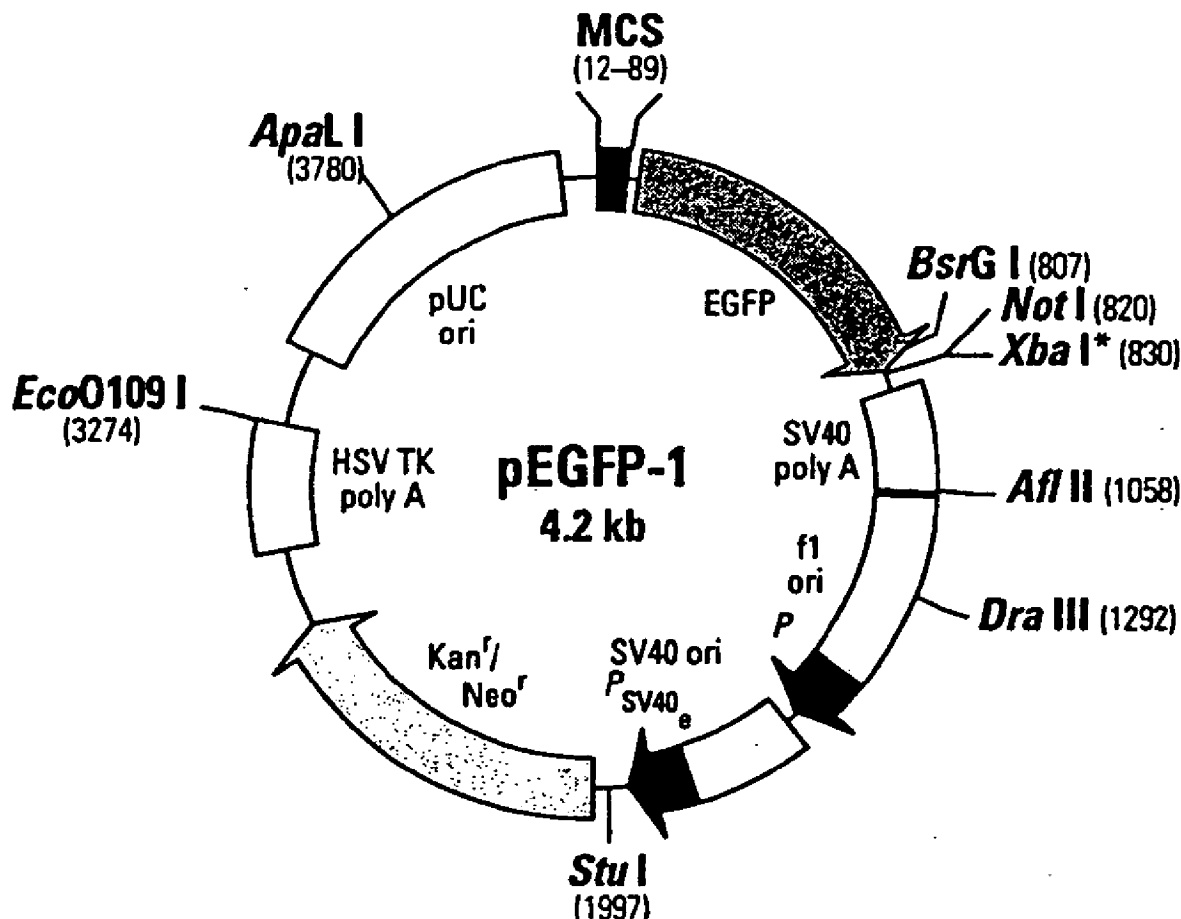 MCS
(12–89)
ApaL I
(3780)
pUC
ori
EGFP
BsrG I (807)
Not I (820)
Xba I* (830)
EcoO109 I
(3274)
HSV TK
poly A
pEGFP-1
4.2 kb
SV40
poly A
Afl II (1058)
f1
ori
P
Dra III (1292)
Kanʳ/
Neoʳ
SV40 ori
P SV40 e
Stu I
(1997)